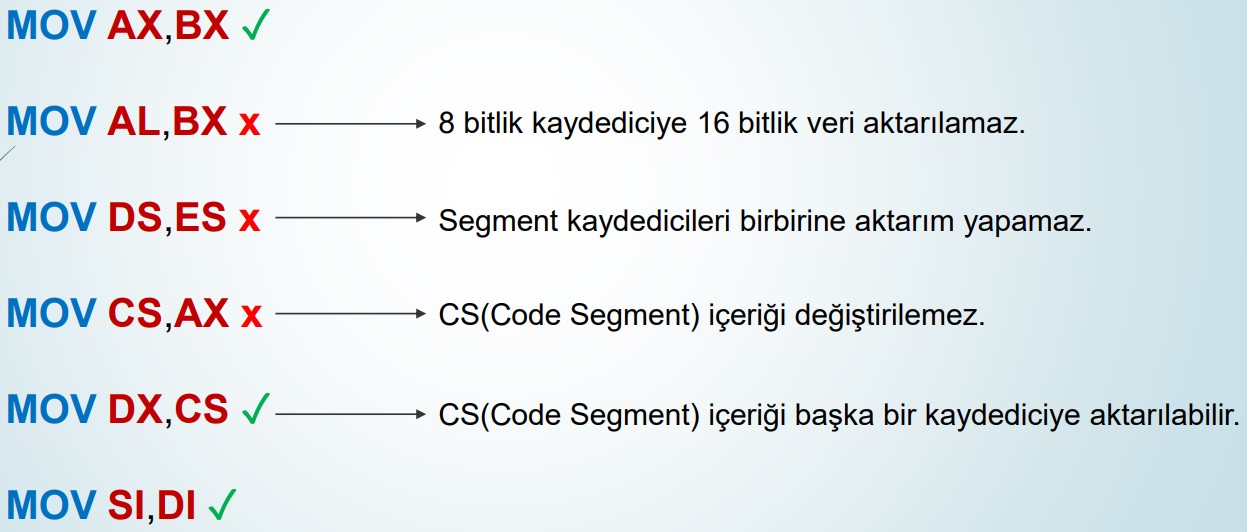 MOV AX,BX ✓
MOV AL,BX x → 8 bitlik kaydediciye 16 bitlik veri aktarılamaz.
MOV DS,ES x → Segment kaydedicileri birbirine aktarım yapamaz.
MOV CS,AX x → CS(Code Segment) içeriği değiştirilemez.
MOV DX,CS ✓ → CS(Code Segment) içeriği başka bir kaydediciye aktarılabilir.
MOV SI,DI ✓